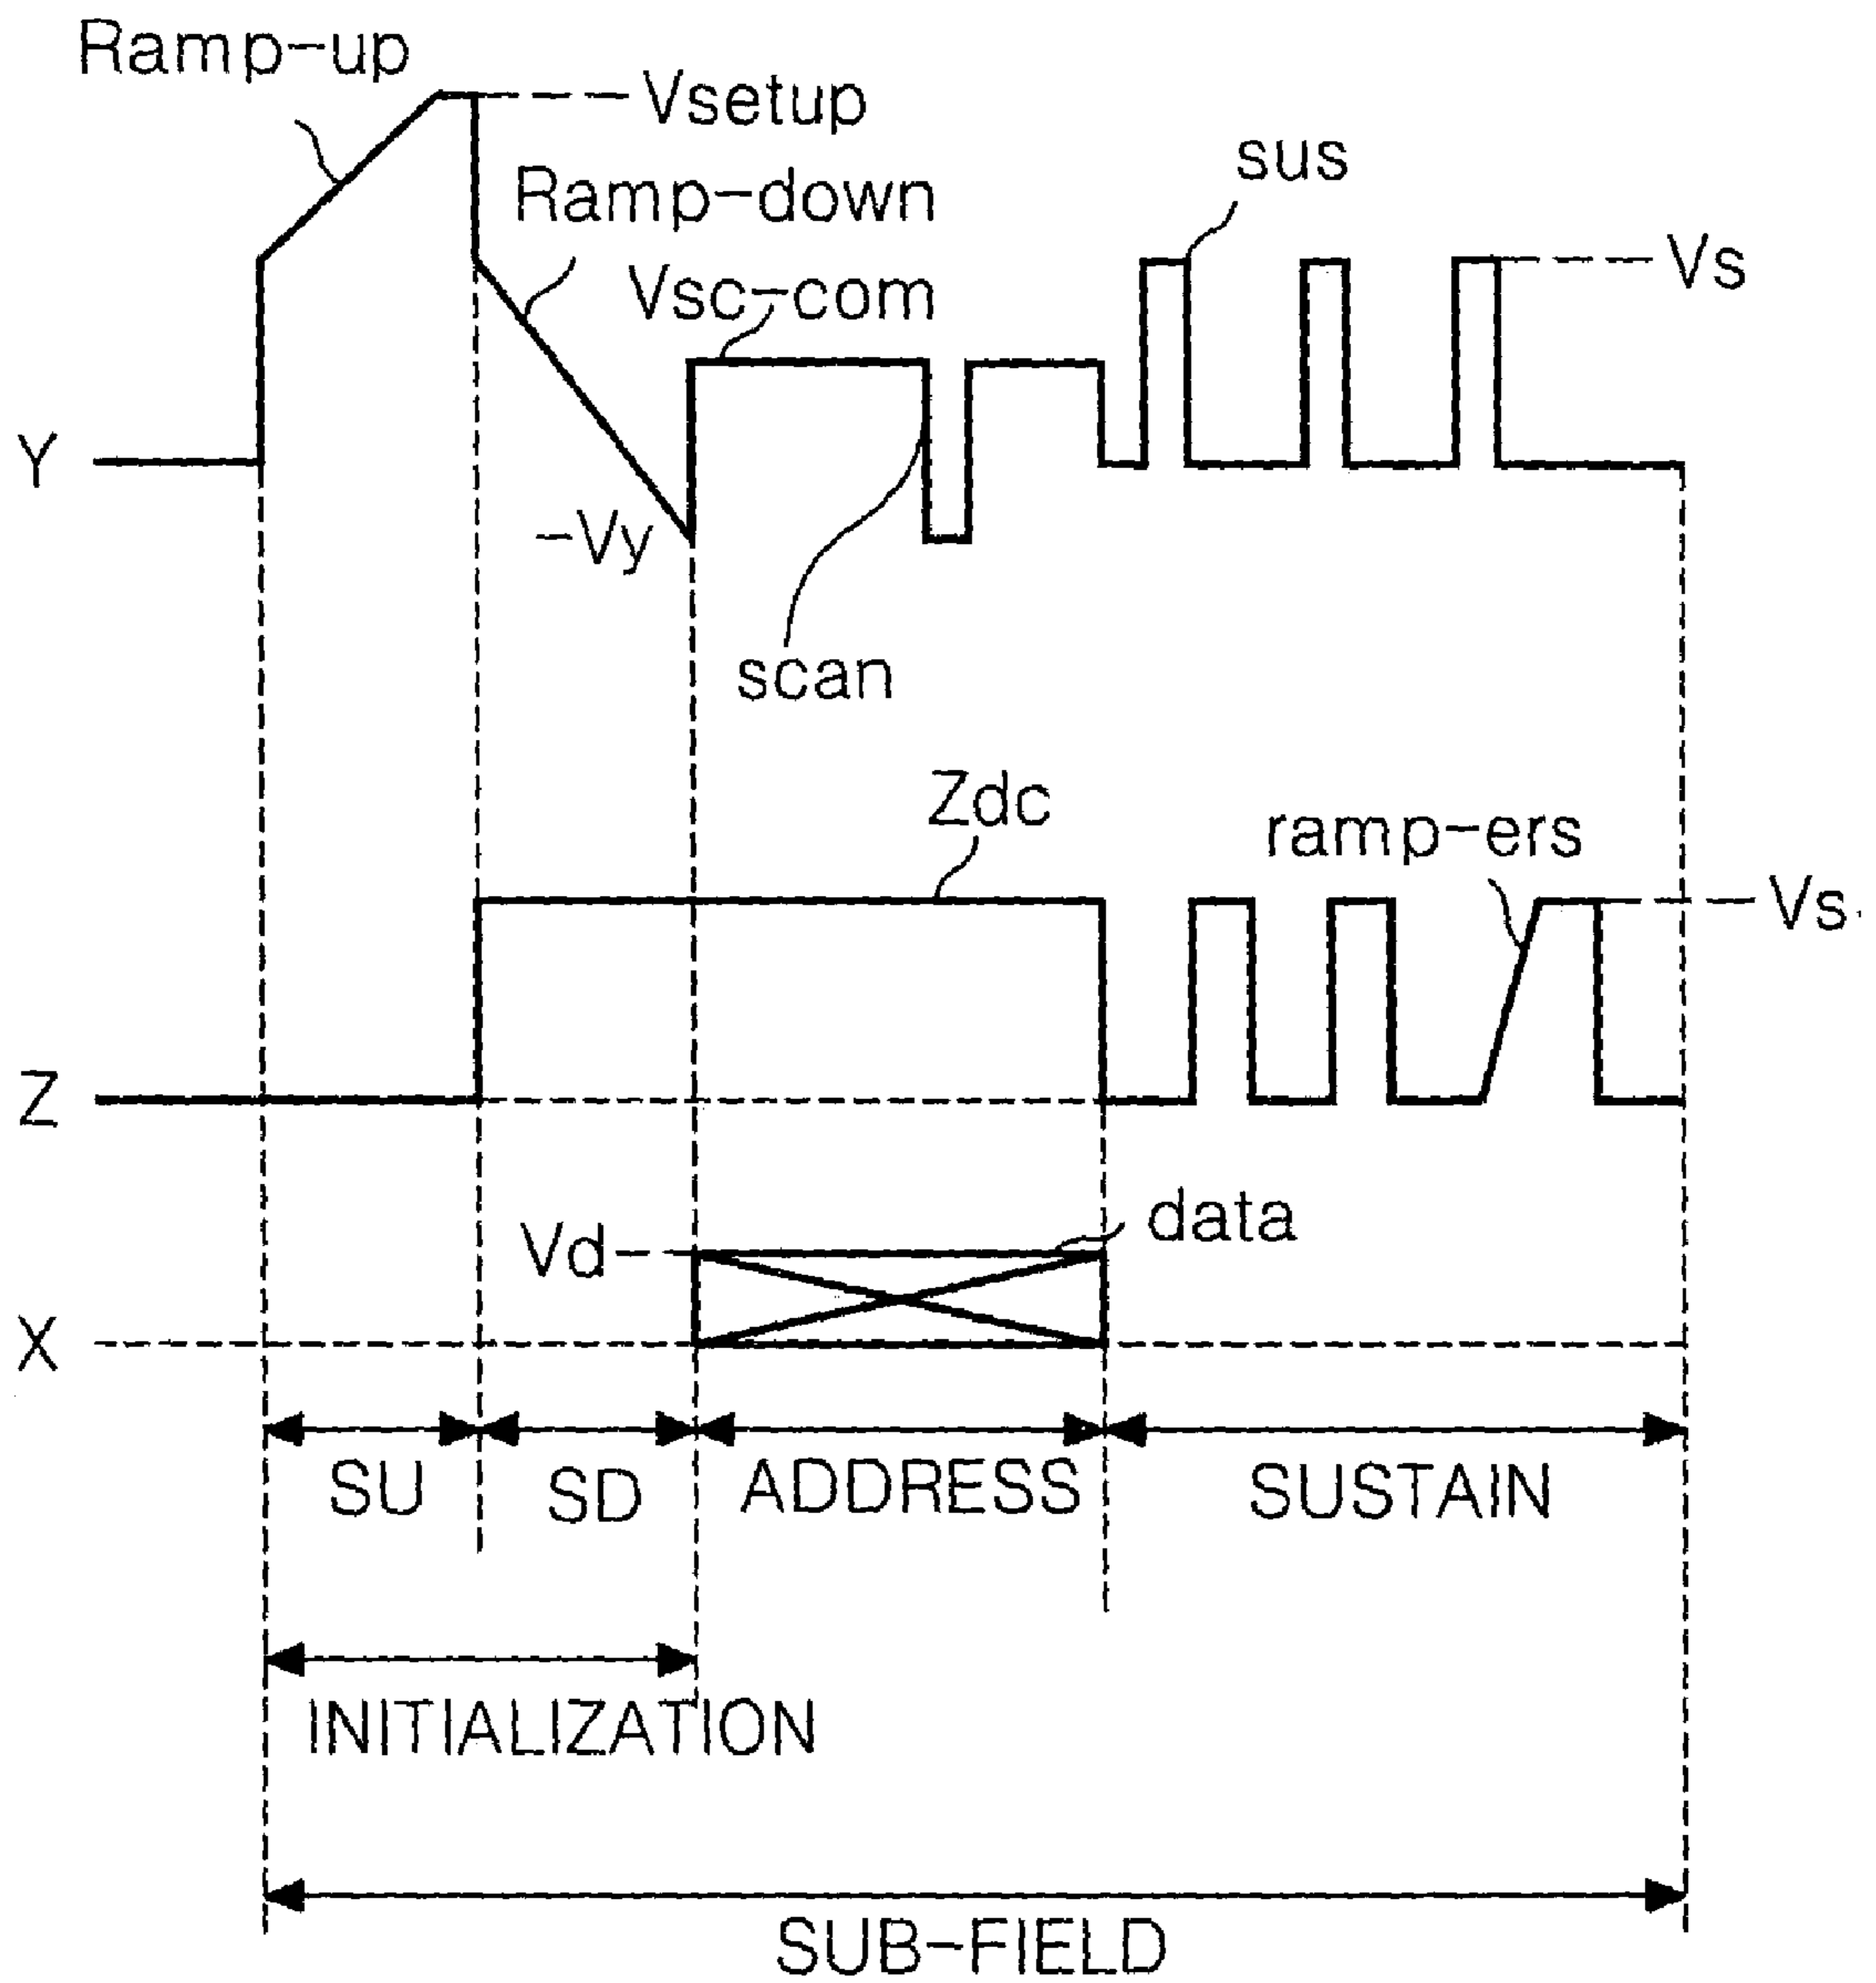 Ramp-up
Vsetup
sus
Ramp-down
Vs
Vsc-com
Y
-Vy
scan
Zdc
ramp-ers
Vs
Z
data
Vd
X
SU
SD
ADDRESS
SUSTAIN
INITIALIZATION
SUB-FIELD